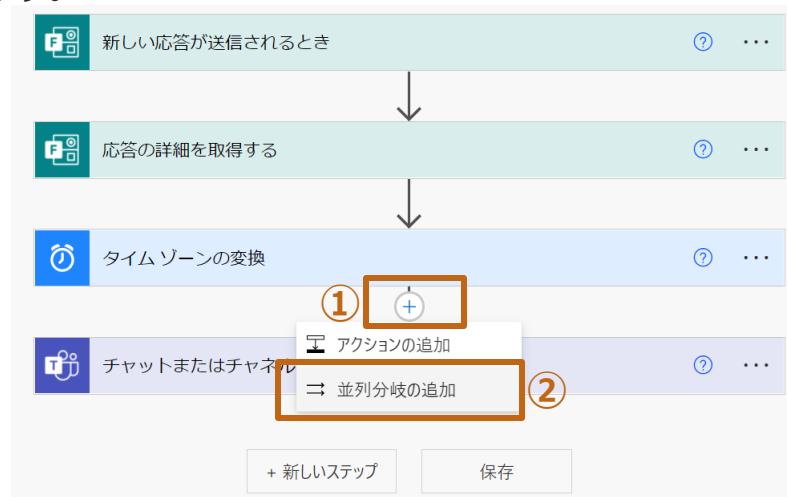 す。
新しい応答が送信されるとき
応答の詳細を取得する
タイム ゾーンの変換
①
アクションの追加
チャットまたはチャネル
並列分岐の追加
②
+ 新しいステップ
保存